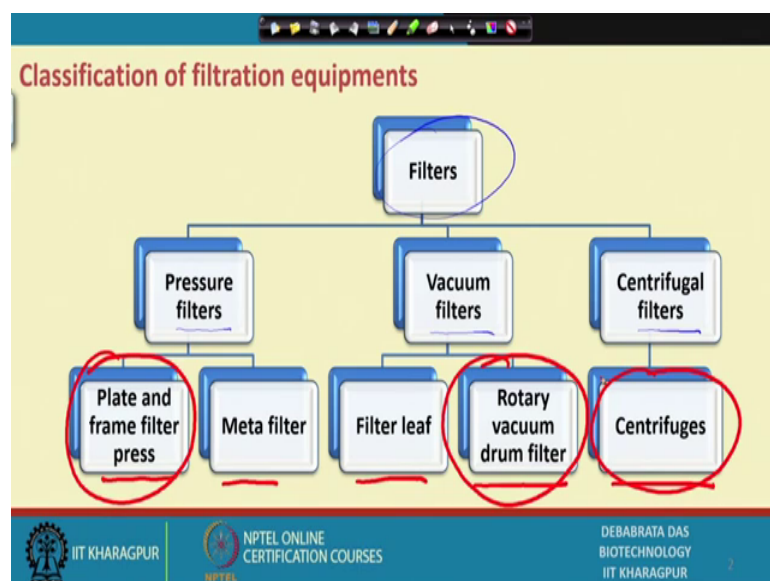 Classification of filtration equipments
Filters
Pressure
filters
Vacuum
filters
Centrifugal
filters
Plate and
frame filter
press
Meta filter
Filter leaf
Rotary
vacuum
drum filter
Centrifuges
IIT KHARAGPUR
NPTEL
NPTEL ONLINE
CERTIFICATION COURSES
DEBABRATA DAS
BIOTECHNOLOGY
IIT KHARAGPUR
2